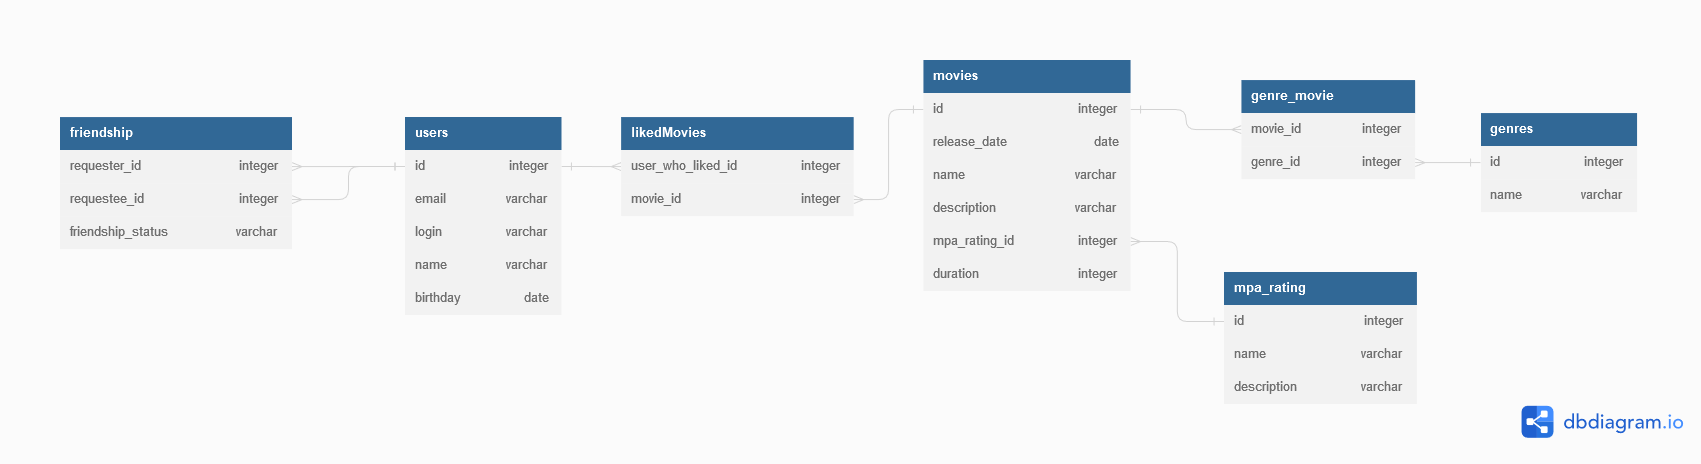 friendship
requester_id integer
requestee_id integer
friendship_status varchar
users
id integer
email varchar
login varchar
name varchar
birthday date
likedMovies
user_who_liked_id integer
movie_id integer
movies
id integer
release_date date
name varchar
description varchar
mpa_rating_id integer
duration integer
genre_movie
movie_id integer
genre_id integer
genres
id integer
name varchar
mpa_rating
id integer
name varchar
description varchar
dbdiagram.io